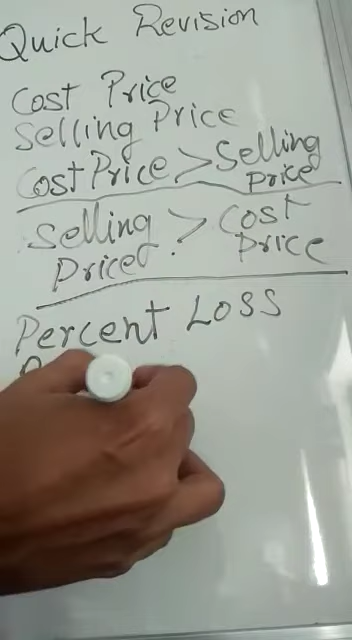 Quick Revision
Cost Price
Selling Price
Cost Price > Selling Price
Selling Price > Cost Price
Percent Loss